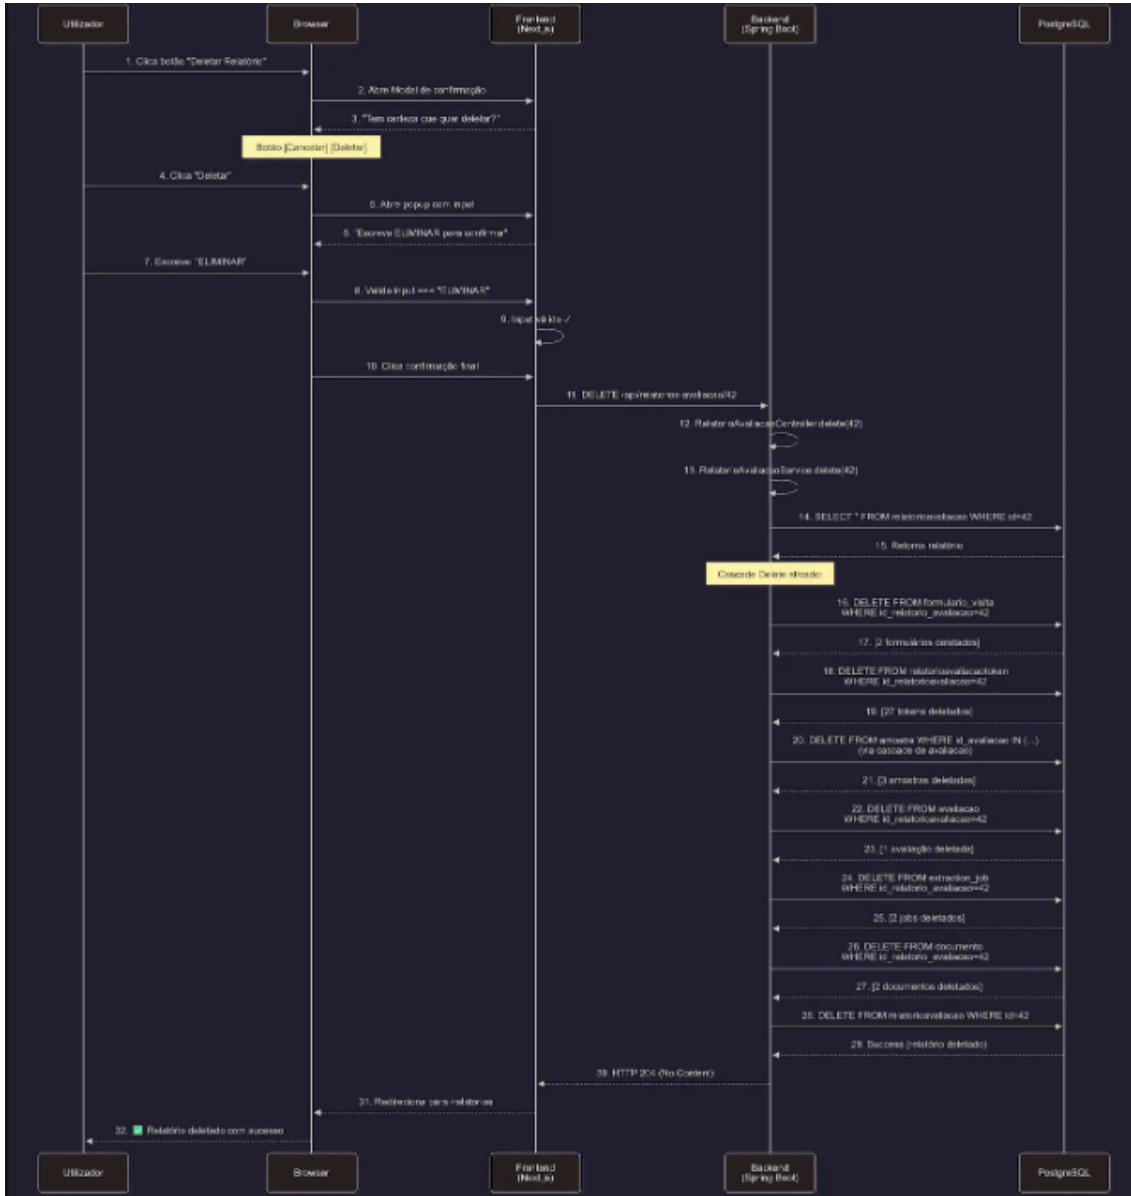 Utilizador
Browser
Frontend
(Next.js)
Backend
(Spring Boot)
PostgreSQL
1. Clica botão "Deletar Relatório"
2. Abre Modal de confirmação
3. "Tem certeza que quer deletar?"
Botão [Cancelar] [Deletar]
4. Clica "Deletar"
5. Abre popup com input
6. "Escreva ELIMINAR para confirmar"
7. Escreve: "ELIMINAR"
8. Valida input === "ELIMINAR"
9. Input válido ✓
10. Clica confirmação final
11. DELETE /api/relatorios-avaliacao/42
12. RelatorioAvaliacaoController.delete(42)
13. RelatorioAvaliacaoService.delete(42)
14. SELECT * FROM relatorioavaliacao WHERE id=42
15. Retorna relatório
Cascade Delete ativado:
16. DELETE FROM formulario_visita
WHERE id_relatorio_avaliacao=42
17. [2 formulários deletados]
18. DELETE FROM relatorioavaliacaotoken
WHERE id_relatorioavaliacao=42
19. [27 tokens deletados]
20. DELETE FROM amostra WHERE id_avaliacao IN (...)
(via cascade de avaliacao)
21. [3 amostras deletadas]
22. DELETE FROM avaliacao
WHERE id_relatorioavaliacao=42
23. [1 avaliação deletada]
24. DELETE FROM extraction_job
WHERE id_relatorio_avaliacao=42
25. [2 jobs deletados]
26. DELETE FROM documento
WHERE id_relatorio_avaliacao=42
27. [2 documentos deletados]
28. DELETE FROM relatorioavaliacao WHERE id=42
29. Success (relatório deletado)
30. HTTP 204 (No Content)
31. Redireciona para /relatorios
32. ✅ Relatório deletado com sucesso
Utilizador
Browser
Frontend
(Next.js)
Backend
(Spring Boot)
PostgreSQL